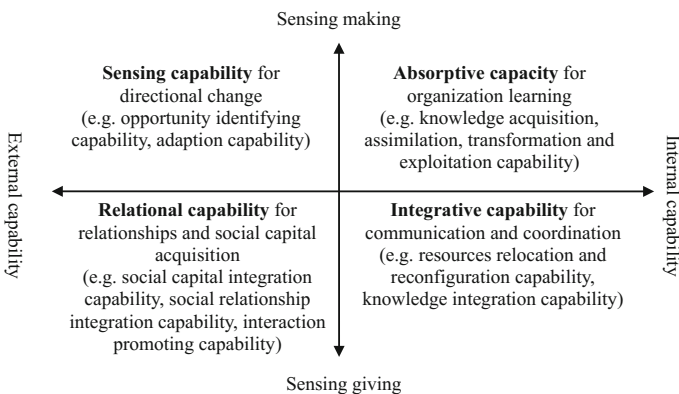 Sensing making
Sensing capability for
directional change
(e.g. opportunity identifying
capability, adaption capability)
Absorptive capacity for
organization learning
(e.g. knowledge acquisition,
assimilation, transformation and
exploitation capability)
External capability
Internal capability
Relational capability for
relationships and social capital
acquisition
(e.g. social capital integration
capability, social relationship
integration capability, interaction
promoting capability)
Integrative capability for
communication and coordination
(e.g. resources relocation and
reconfiguration capability,
knowledge integration capability)
Sensing giving